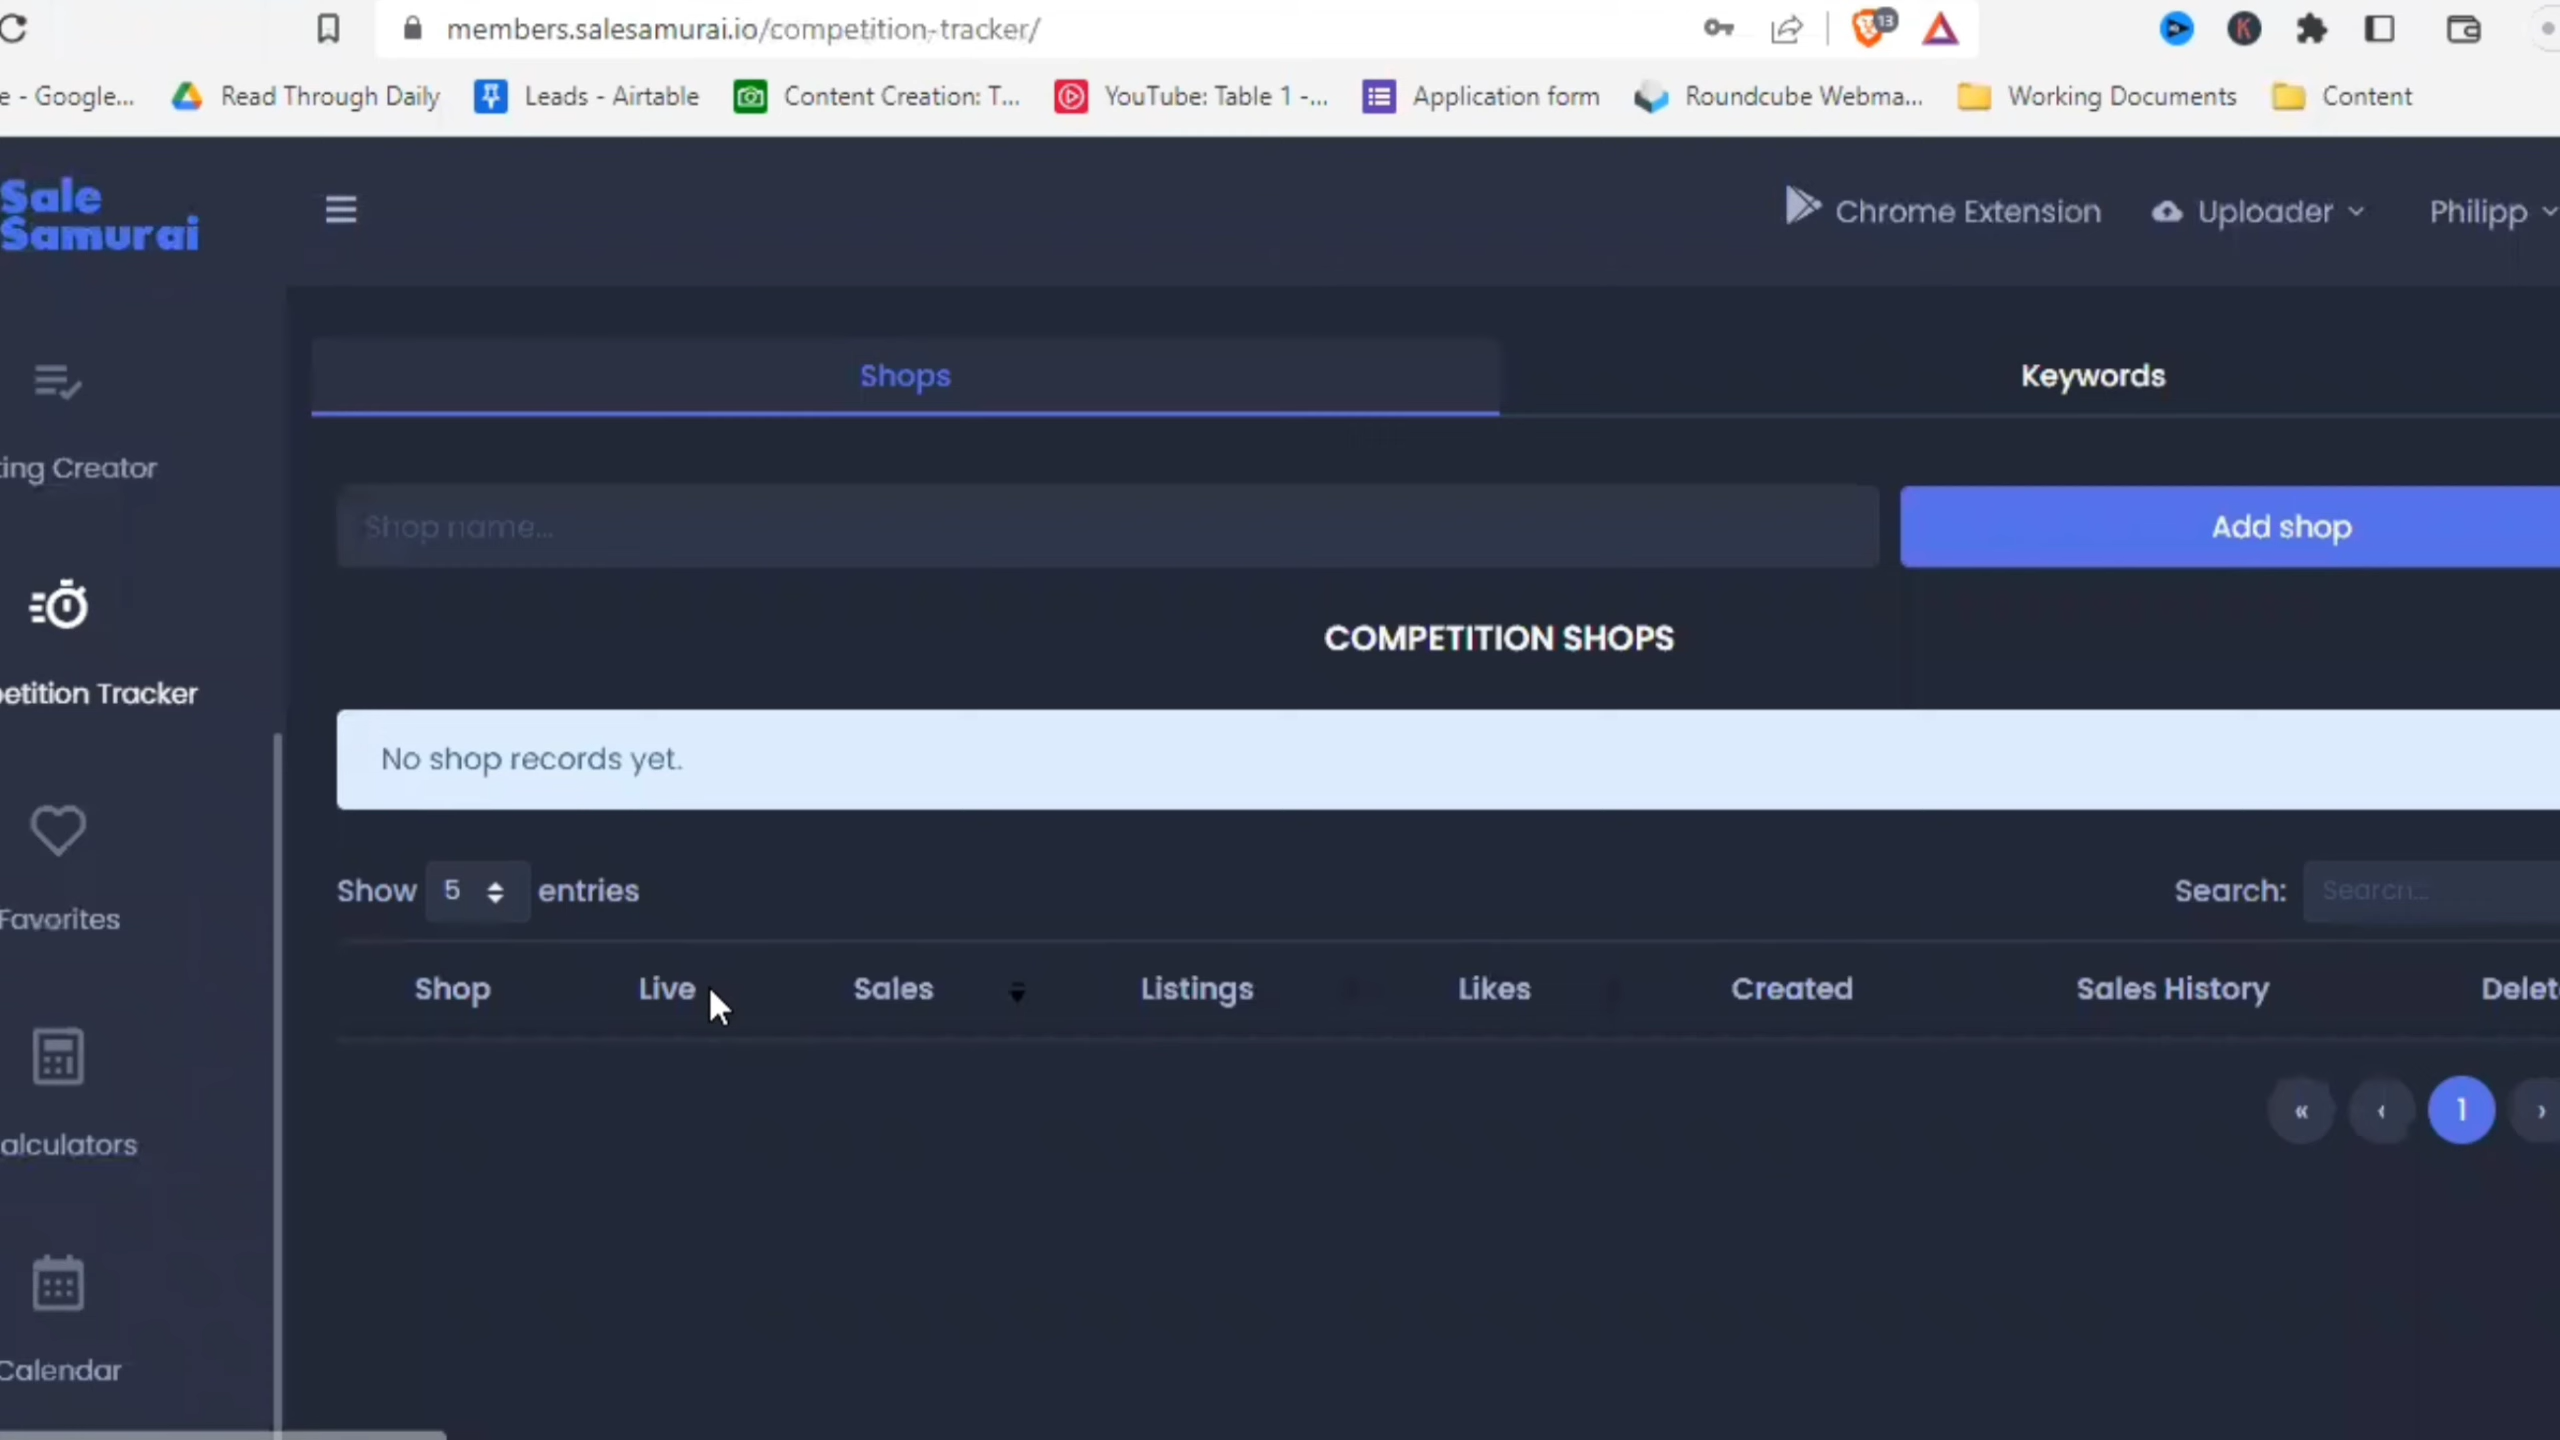 members.salesamurai.io/competition-tracker/
13
e - Google...
Read Through Daily
Leads - Airtable
Content Creation: T...
YouTube: Table 1 -...
Application form
Roundcube Webma...
Working Documents
Content
K
Sale
Samurai
Chrome Extension
Uploader
Philipp
Shops
Keywords
ting Creator
Shop name...
Add shop
COMPETITION SHOPS
petition Tracker
No shop records yet.
Show 5 entries
Search: Search...
Favorites
Shop Live Sales Listings Likes Created Sales History Delet
« ‹ 1 ›
alculators
Calendar